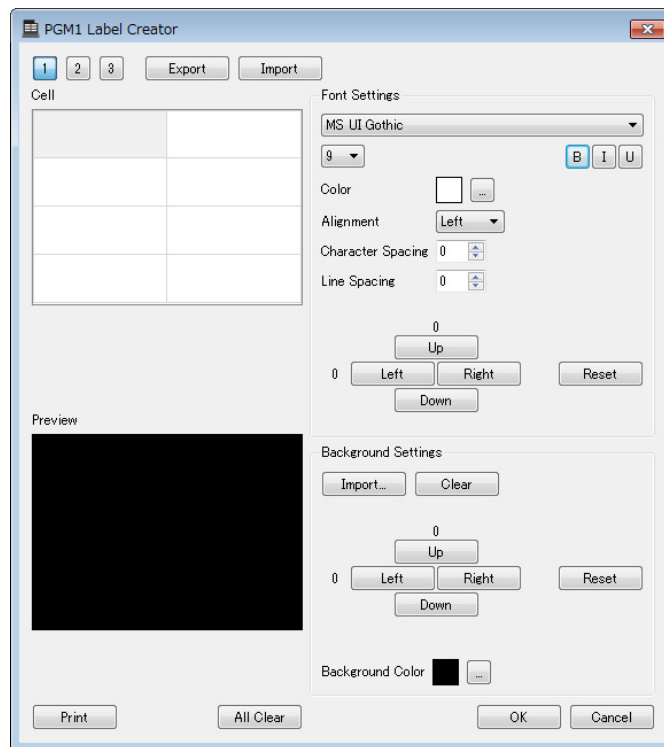 PGM1 Label Creator
1 2 3 Export Import
Cell
Font Settings
MS UI Gothic
9 B I U
Color ...
Alignment Left
Character Spacing 0
Line Spacing 0
0
Up
0 Left Right Reset
Down
Preview
Background Settings
Import... Clear
0
Up
0 Left Right Reset
Down
Background Color ...
Print All Clear OK Cancel